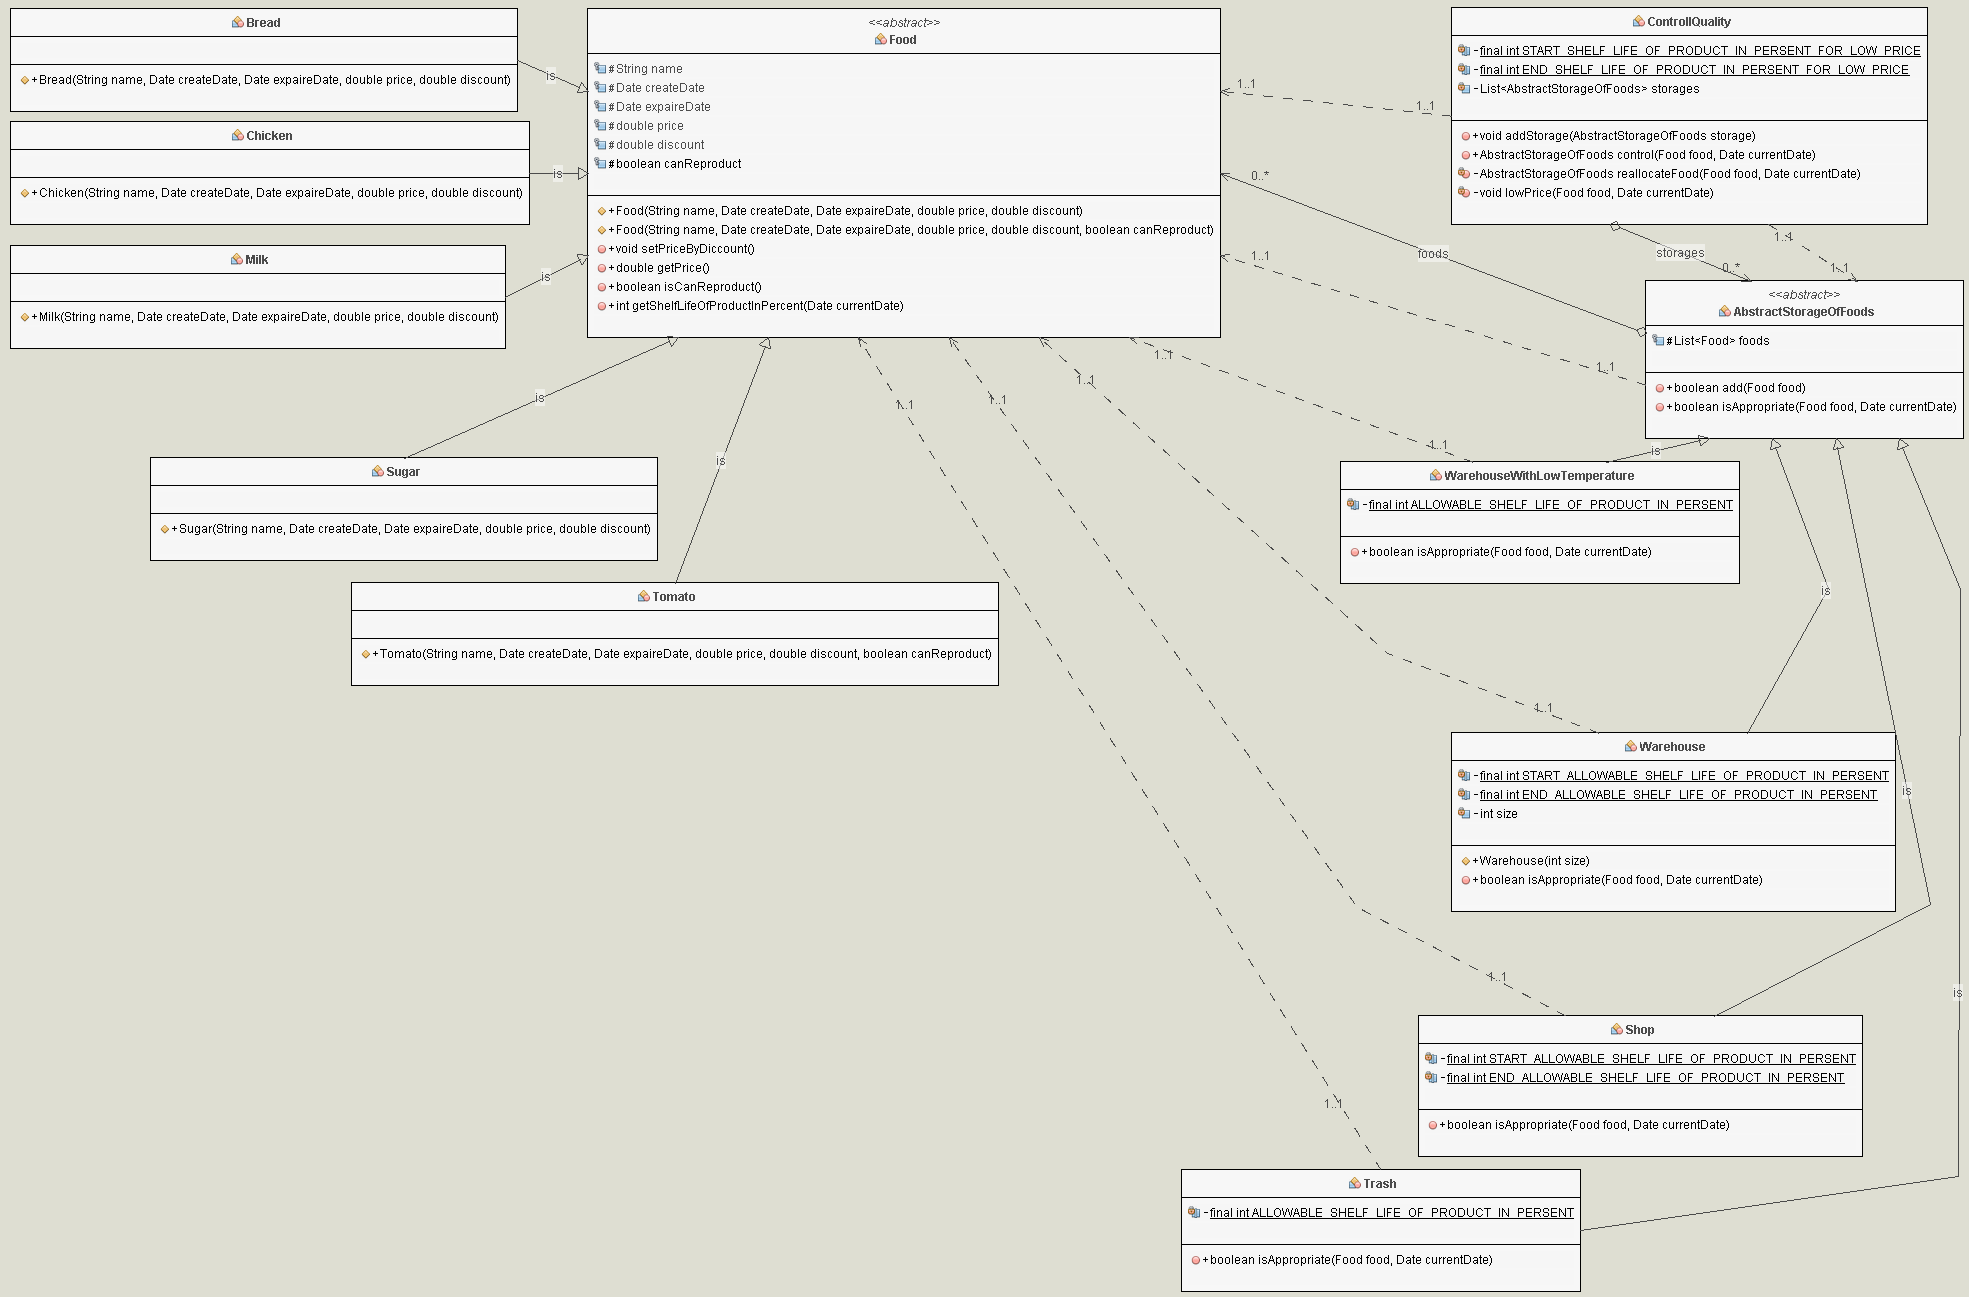 Bread
+Bread(String name, Date createDate, Date expaireDate, double price, double discount)
Chicken
+Chicken(String name, Date createDate, Date expaireDate, double price, double discount)
Milk
+Milk(String name, Date createDate, Date expaireDate, double price, double discount)
is
is
is
<<abstract>>
Food
#String name
#Date createDate
#Date expaireDate
#double price
#double discount
#boolean canReproduct
+Food(String name, Date createDate, Date expaireDate, double price, double discount)
+Food(String name, Date createDate, Date expaireDate, double price, double discount, boolean canReproduct)
+void setPriceByDiccount()
+double getPrice()
+boolean isCanReproduct()
+int getShelfLifeOfProductInPercent(Date currentDate)
1..1
1..1
0..*
foods
1..1
1..1
ControllQuality
-final int START_SHELF_LIFE_OF_PRODUCT_IN_PERSENT_FOR_LOW_PRICE
-final int END_SHELF_LIFE_OF_PRODUCT_IN_PERSENT_FOR_LOW_PRICE
-List<AbstractStorageOfFoods> storages
+void addStorage(AbstractStorageOfFoods storage)
+AbstractStorageOfFoods control(Food food, Date currentDate)
-AbstractStorageOfFoods reallocateFood(Food food, Date currentDate)
-void lowPrice(Food food, Date currentDate)
storages
0..*
1..1
1..1
<<abstract>>
AbstractStorageOfFoods
#List<Food> foods
+boolean add(Food food)
+boolean isAppropriate(Food food, Date currentDate)
is
is
1..1
1..1
1..1
1..1
1..1
is
Sugar
+Sugar(String name, Date createDate, Date expaireDate, double price, double discount)
Tomato
+Tomato(String name, Date createDate, Date expaireDate, double price, double discount, boolean canReproduct)
WarehouseWithLowTemperature
-final int ALLOWABLE_SHELF_LIFE_OF_PRODUCT_IN_PERSENT
+boolean isAppropriate(Food food, Date currentDate)
is
1..1
Warehouse
-final int START_ALLOWABLE_SHELF_LIFE_OF_PRODUCT_IN_PERSENT
-final int END_ALLOWABLE_SHELF_LIFE_OF_PRODUCT_IN_PERSENT
-int size
+Warehouse(int size)
+boolean isAppropriate(Food food, Date currentDate)
is
1..1
is
Shop
-final int START_ALLOWABLE_SHELF_LIFE_OF_PRODUCT_IN_PERSENT
-final int END_ALLOWABLE_SHELF_LIFE_OF_PRODUCT_IN_PERSENT
+boolean isAppropriate(Food food, Date currentDate)
1..1
Trash
-final int ALLOWABLE_SHELF_LIFE_OF_PRODUCT_IN_PERSENT
+boolean isAppropriate(Food food, Date currentDate)